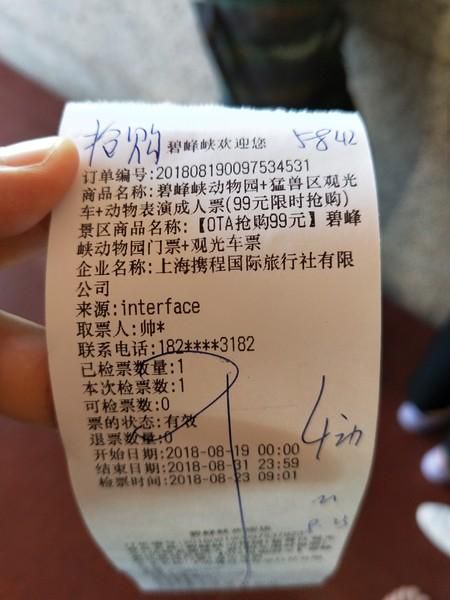 抢购 碧峰峡欢迎您 5842
订单编号:201808190097534531
商品名称:碧峰峡动物园+猛兽区观光
车+动物表演成人票(99元限时抢购)
景区商品名称:【OTA抢购99元】碧峰
峡动物园门票+观光车票
企业名称:上海携程国际旅行社有限
公司
来源:interface
取票人:帅*
联系电话:182****3182
已检票数量:1
本次检票数:1
可检票数:0
票的状态:有效
退票数量:0
开始日期:2018-08-19 00:00
结束日期:2018-08-31 23:59
检票时间:2018-08-23 09:01
4动
碧峰峡欢迎您